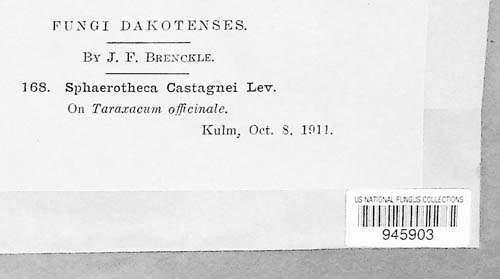 FUNGI DAKOTENSES.
BY J. F. BRENCKLE.
168. Sphaerotheca Castagnei Lev.
On Taraxacum officinale.
Kulm, Oct. 8, 1911.
US NATIONAL FUNGUS COLLECTIONS
945903